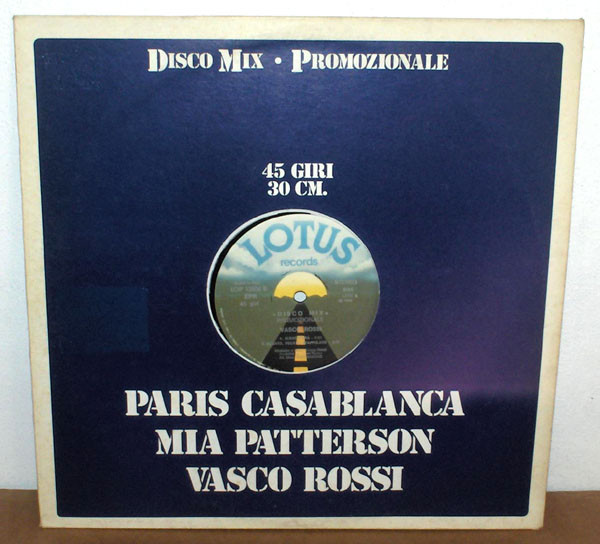 DISCO MIX • PROMOZIONALE
45 GIRI
30 CM.
LOTUS
records
DISCO MIX
PROMOZIONALE
VASCO ROSSI
PARIS CASABLANCA
MIA PATTERSON
VASCO ROSSI